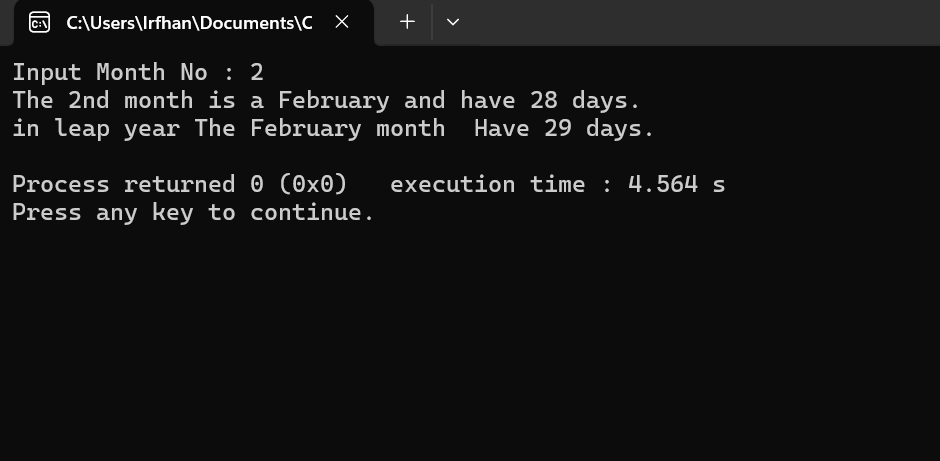 C:\Users\Irfhan\Documents\C
Input Month No : 2
The 2nd month is a February and have 28 days.
in leap year The February month  Have 29 days.
Process returned 0 (0x0)   execution time : 4.564 s
Press any key to continue.